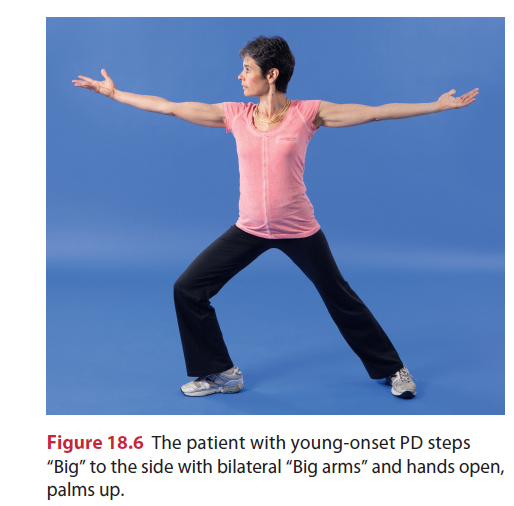 Figure 18.6 The patient with young-onset PD steps
“Big” to the side with bilateral “Big arms” and hands open,
palms up.